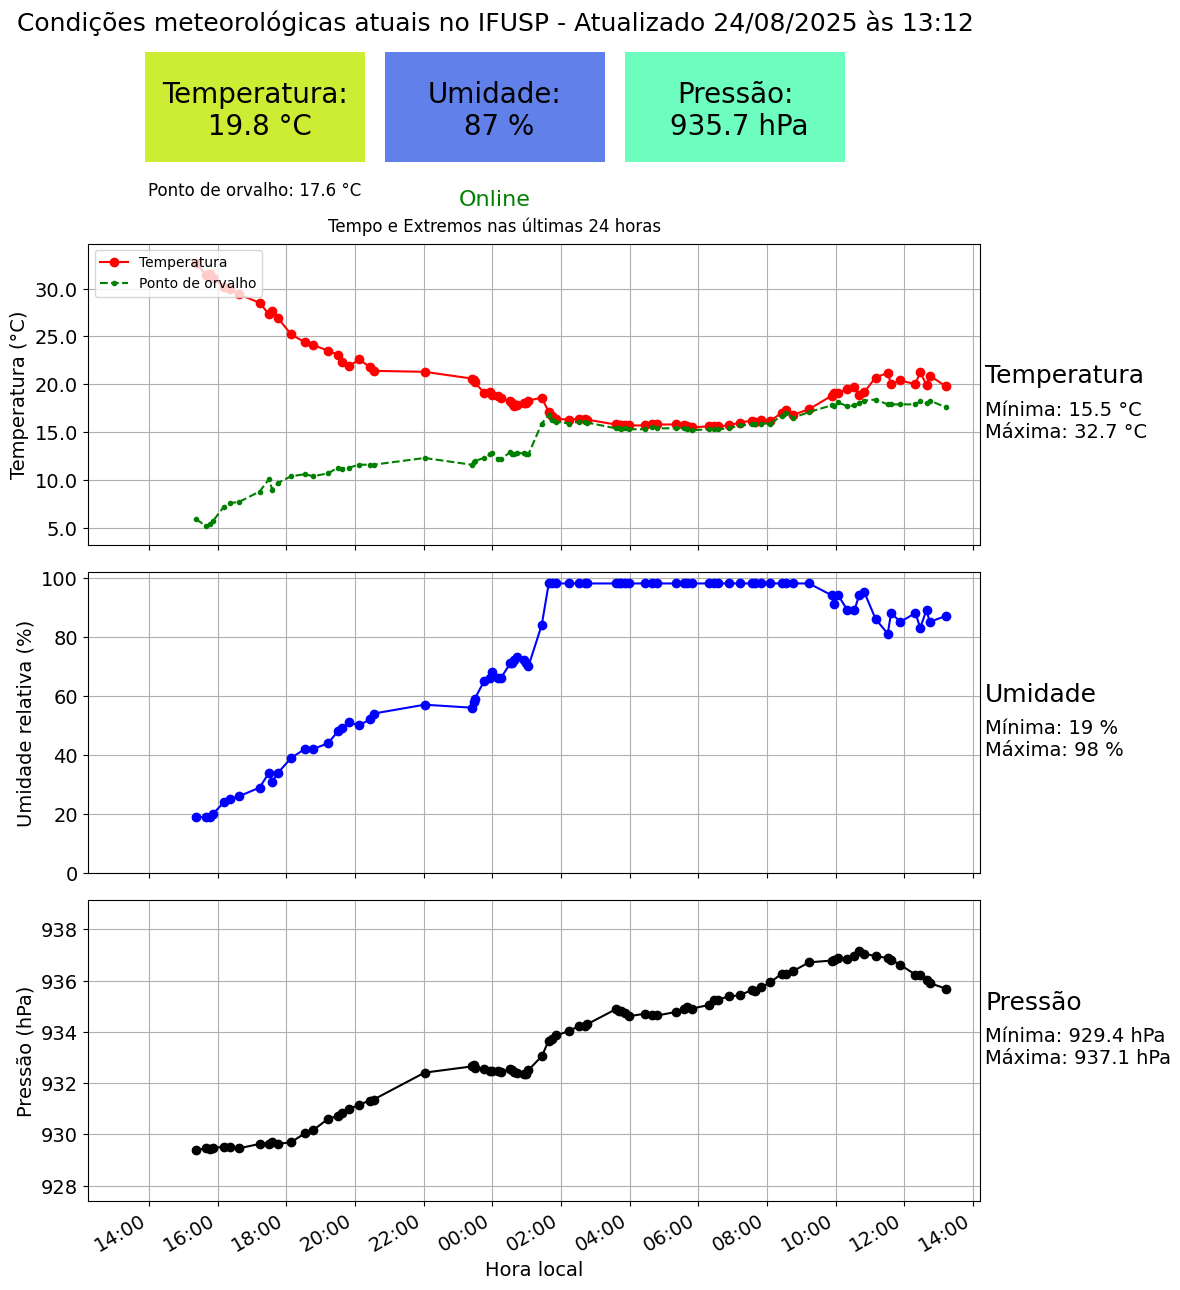 Condições meteorológicas atuais no IFUSP - Atualizado 24/08/2025 às 13:12
Temperatura:
19.8 °C
Umidade:
87 %
Pressão:
935.7 hPa
Ponto de orvalho: 17.6 °C
Online
Tempo e Extremos nas últimas 24 horas
Temperatura
Ponto de orvalho
Temperatura (°C)
30.0
25.0
20.0
15.0
10.0
5.0
Temperatura
Mínima: 15.5 °C
Máxima: 32.7 °C
Umidade relativa (%)
100
80
60
40
20
0
Umidade
Mínima: 19 %
Máxima: 98 %
Pressão (hPa)
938
936
934
932
930
928
Pressão
Mínima: 929.4 hPa
Máxima: 937.1 hPa
14:00 16:00 18:00 20:00 22:00 00:00 02:00 04:00 06:00 08:00 10:00 12:00 14:00
Hora local